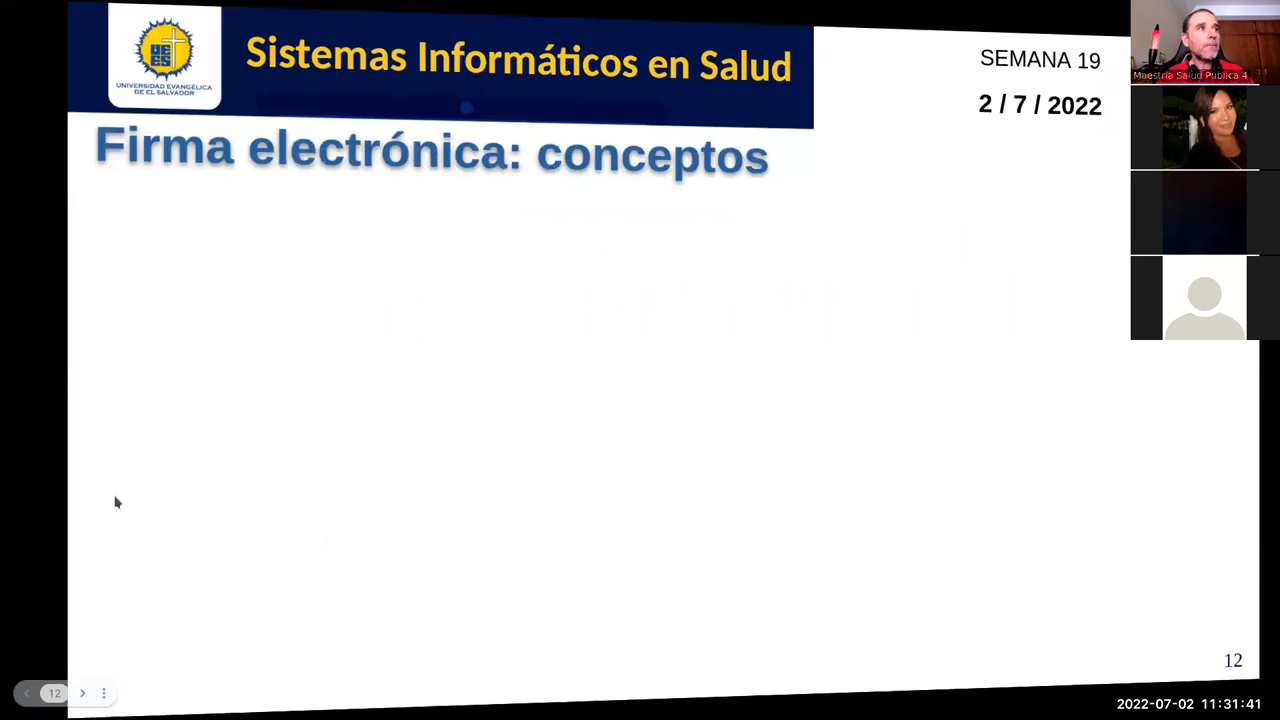 UNIVERSIDAD EVANGÉLICA
DE EL SALVADOR
Sistemas Informáticos en Salud
SEMANA 19
2 / 7 / 2022
Maestria Salud Publica 4
Firma electrónica: conceptos
12
12
2022-07-02 11:31:41